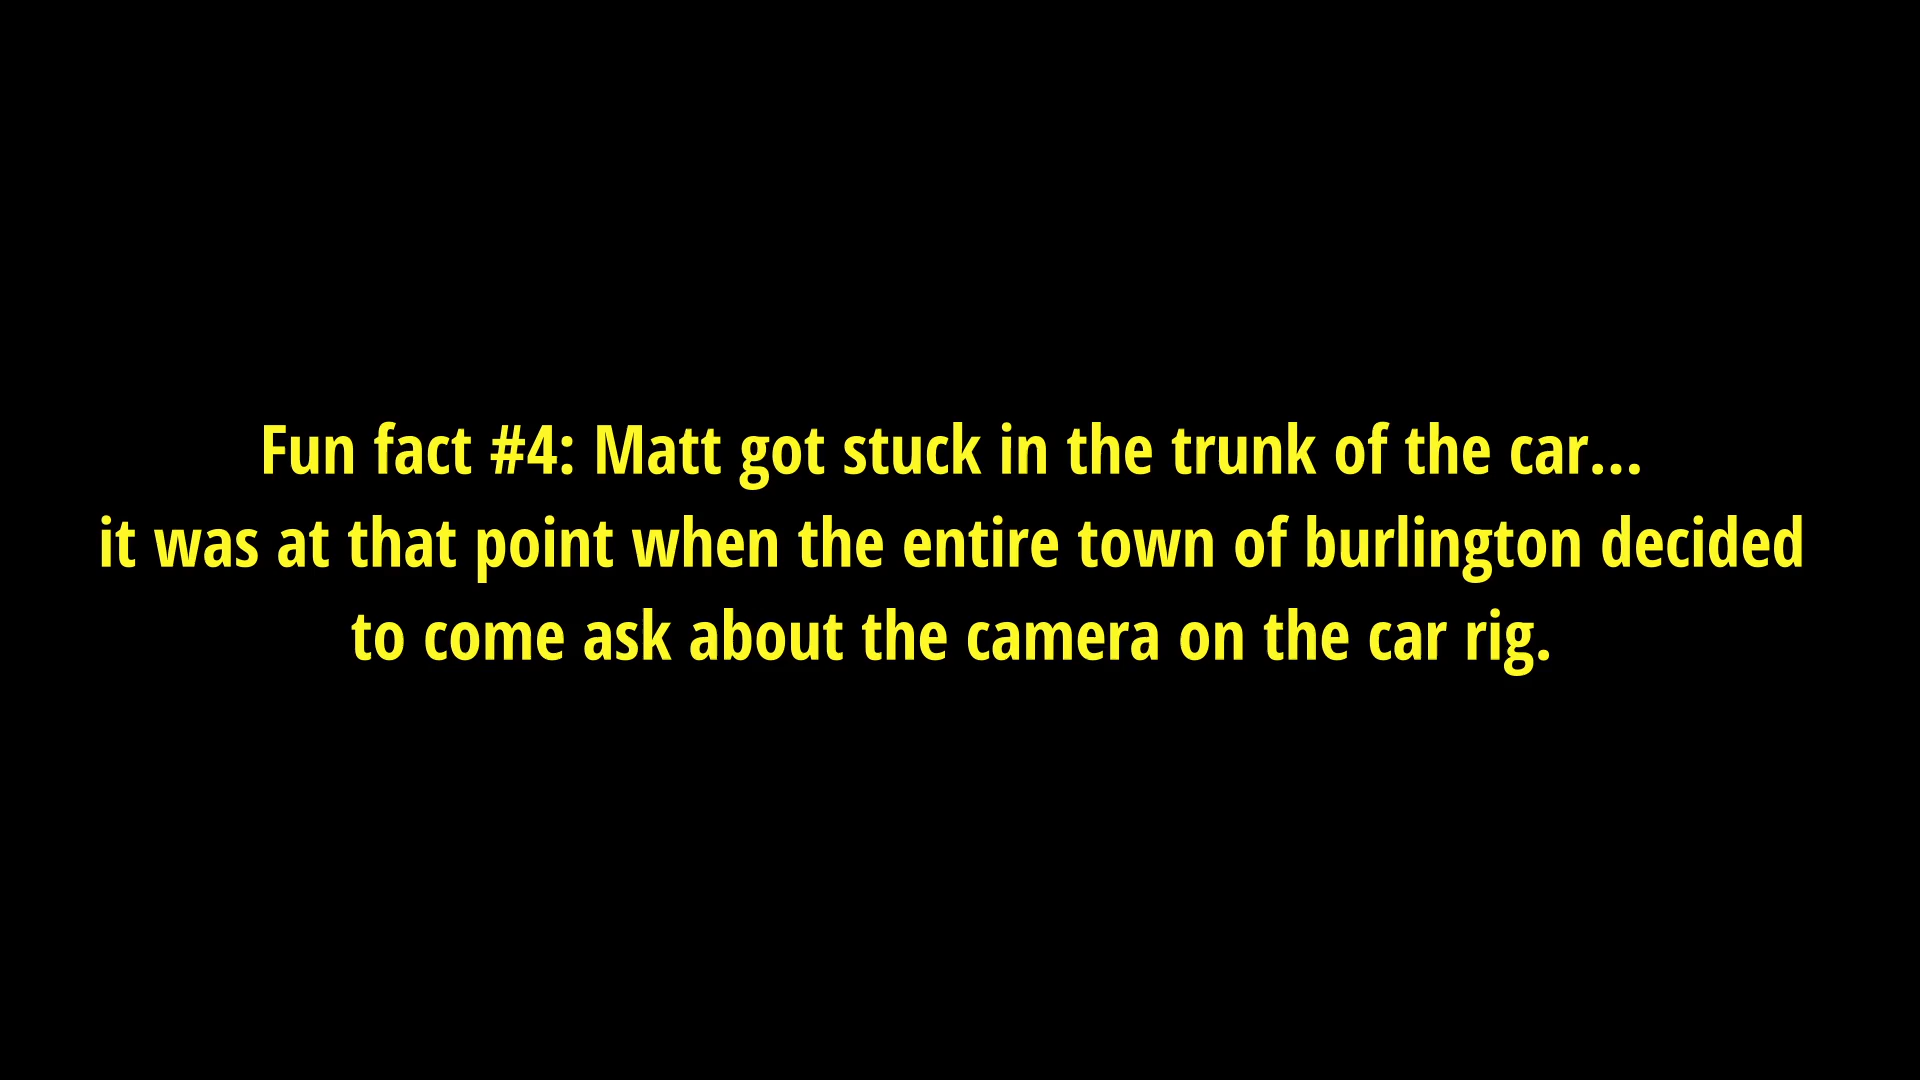 Fun fact #4: Matt got stuck in the trunk of the car...
it was at that point when the entire town of burlington decided
to come ask about the camera on the car rig.